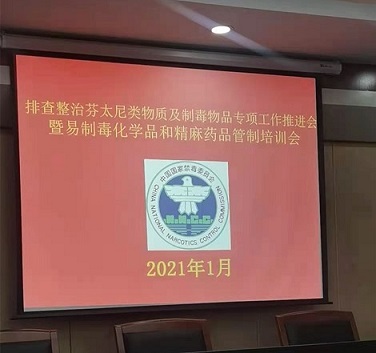 排查整治芬太尼类物质及制毒物品专项工作推进会
暨易制毒化学品和精麻药品管制培训会
中国国家禁毒委员会
CHINA NATIONAL NARCOTICS CONTROL COMMISSION
2021年1月